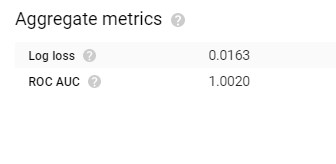 Aggregate metrics ?
Log loss ? 0.0163
ROC AUC ? 1.0020